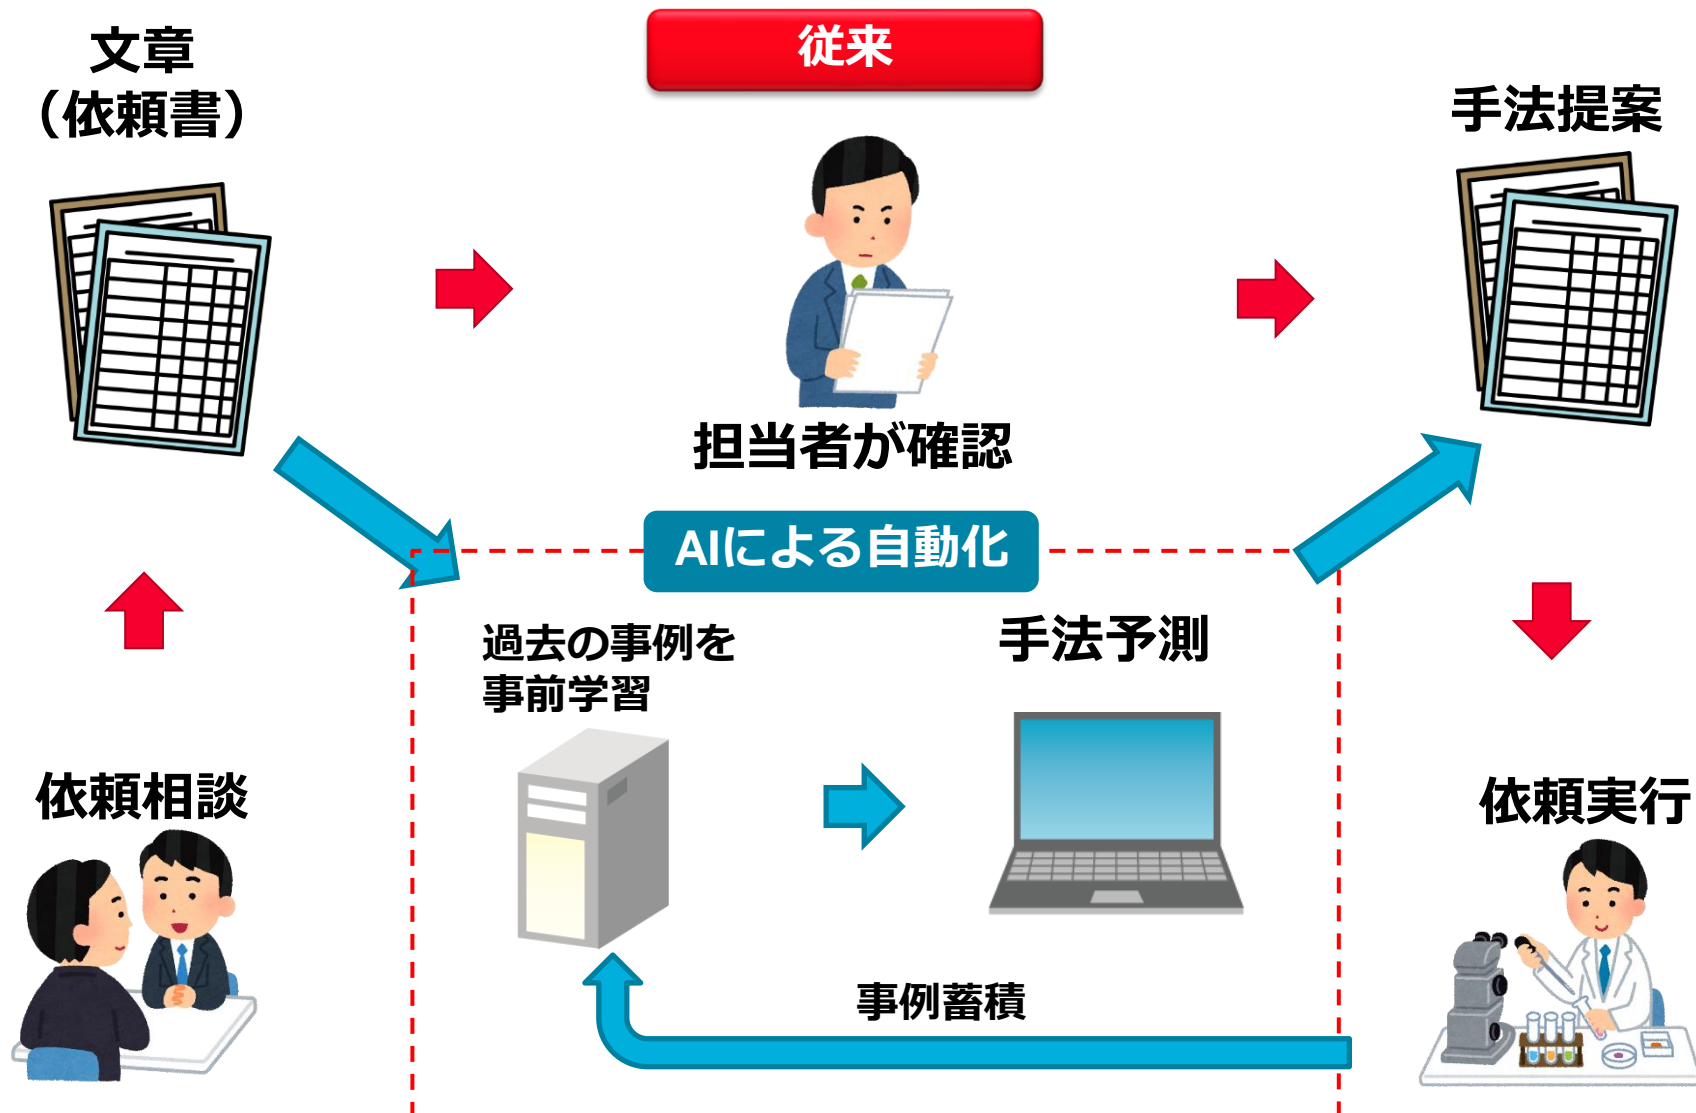 文章
（依頼書）
従来
手法提案
担当者が確認
AIによる自動化
過去の事例を
事前学習
手法予測
依頼相談
依頼実行
事例蓄積